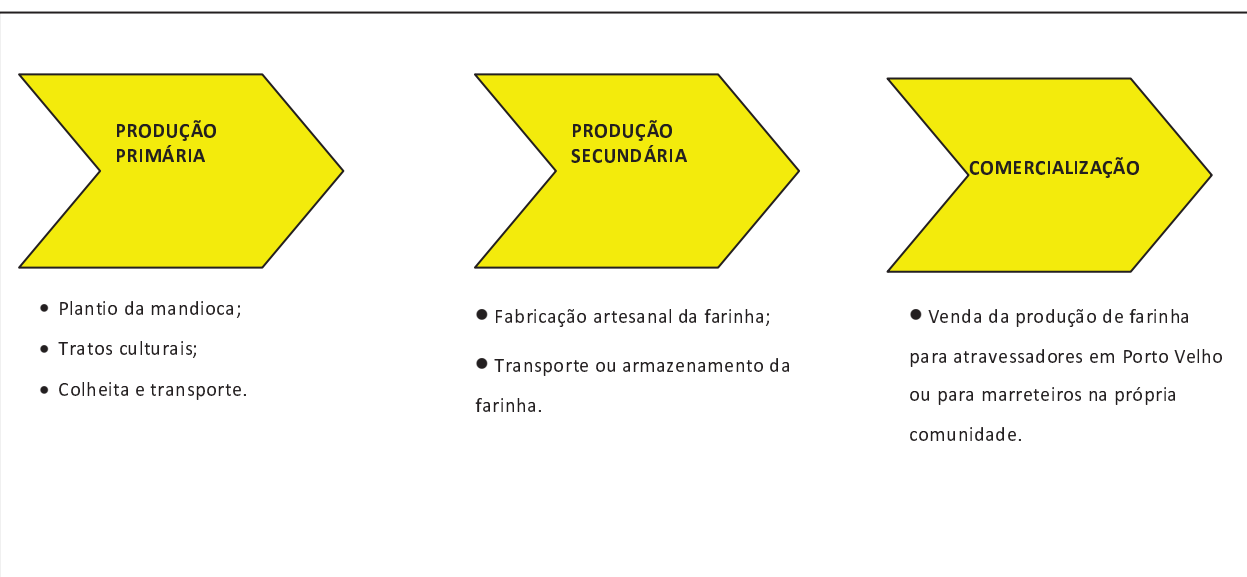 PRODUÇÃO
PRIMÁRIA
• Plantio da mandioca;
• Tratos culturais;
• Colheita e transporte.
PRODUÇÃO
SECUNDÁRIA
• Fabricação artesanal da farinha;
• Transporte ou armazenamento da
farinha.
COMERCIALIZAÇÃO
• Venda da produção de farinha
para atravessadores em Porto Velho
ou para marreteiros na própria
comunidade.